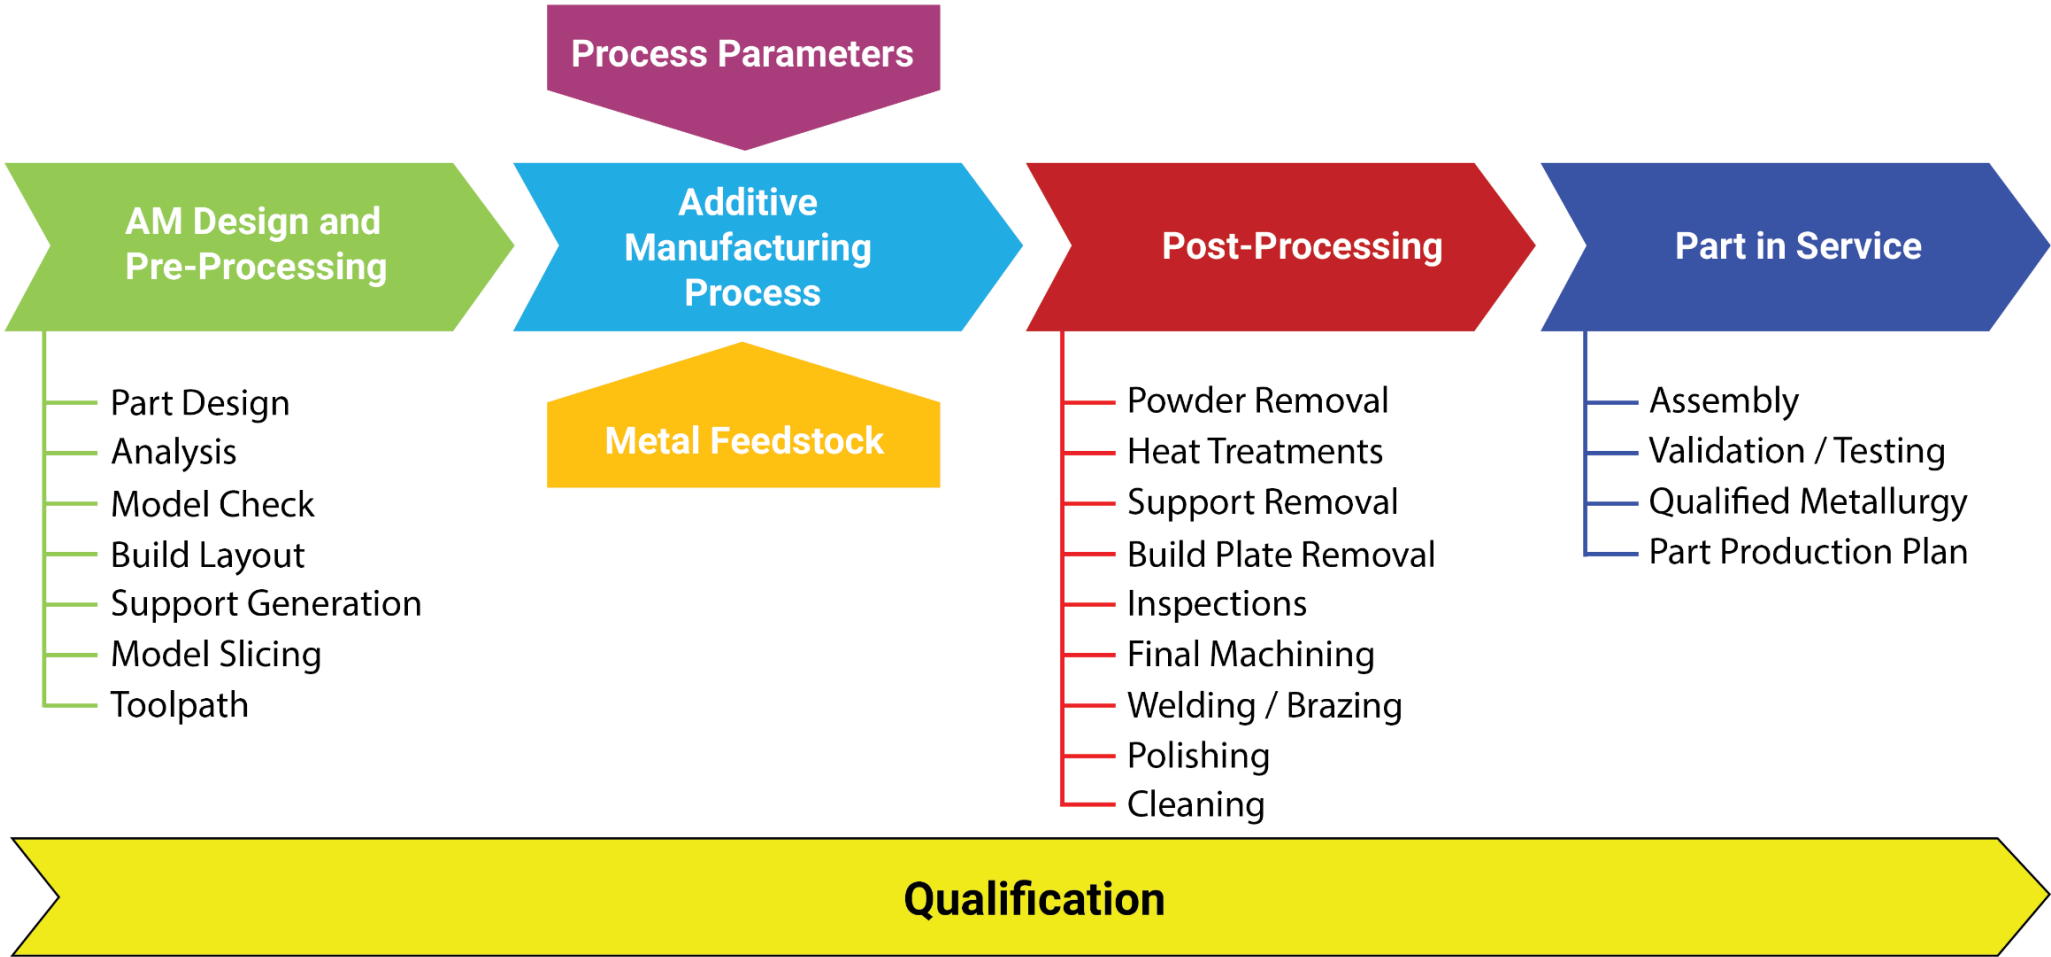 Process Parameters
AM Design and
Pre-Processing
Additive
Manufacturing
Process
Post-Processing
Part in Service
Metal Feedstock
Part Design
Analysis
Model Check
Build Layout
Support Generation
Model Slicing
Toolpath
Powder Removal
Heat Treatments
Support Removal
Build Plate Removal
Inspections
Final Machining
Welding / Brazing
Polishing
Cleaning
Assembly
Validation / Testing
Qualified Metallurgy
Part Production Plan
Qualification